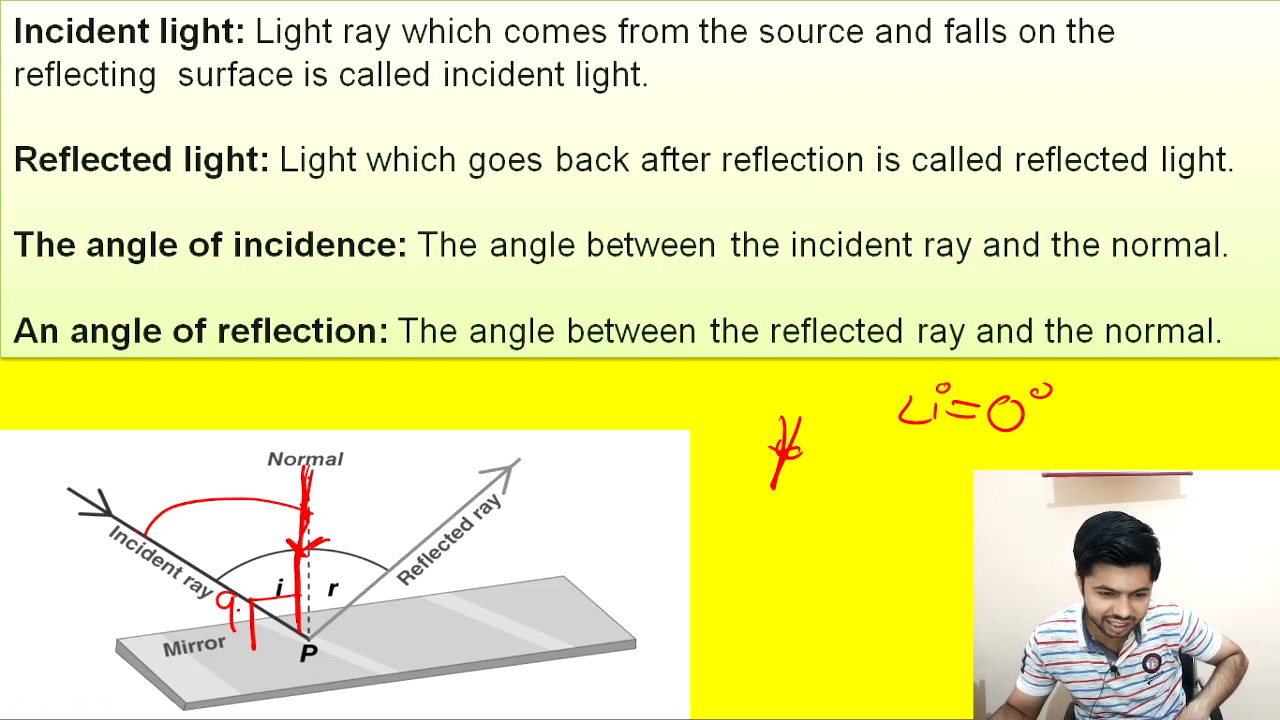 Incident light: Light ray which comes from the source and falls on the
reflecting surface is called incident light.
Reflected light: Light which goes back after reflection is called reflected light.
The angle of incidence: The angle between the incident ray and the normal.
An angle of reflection: The angle between the reflected ray and the normal.
∠i=0°
Normal
Incident ray
Reflected ray
i
r
Mirror
P